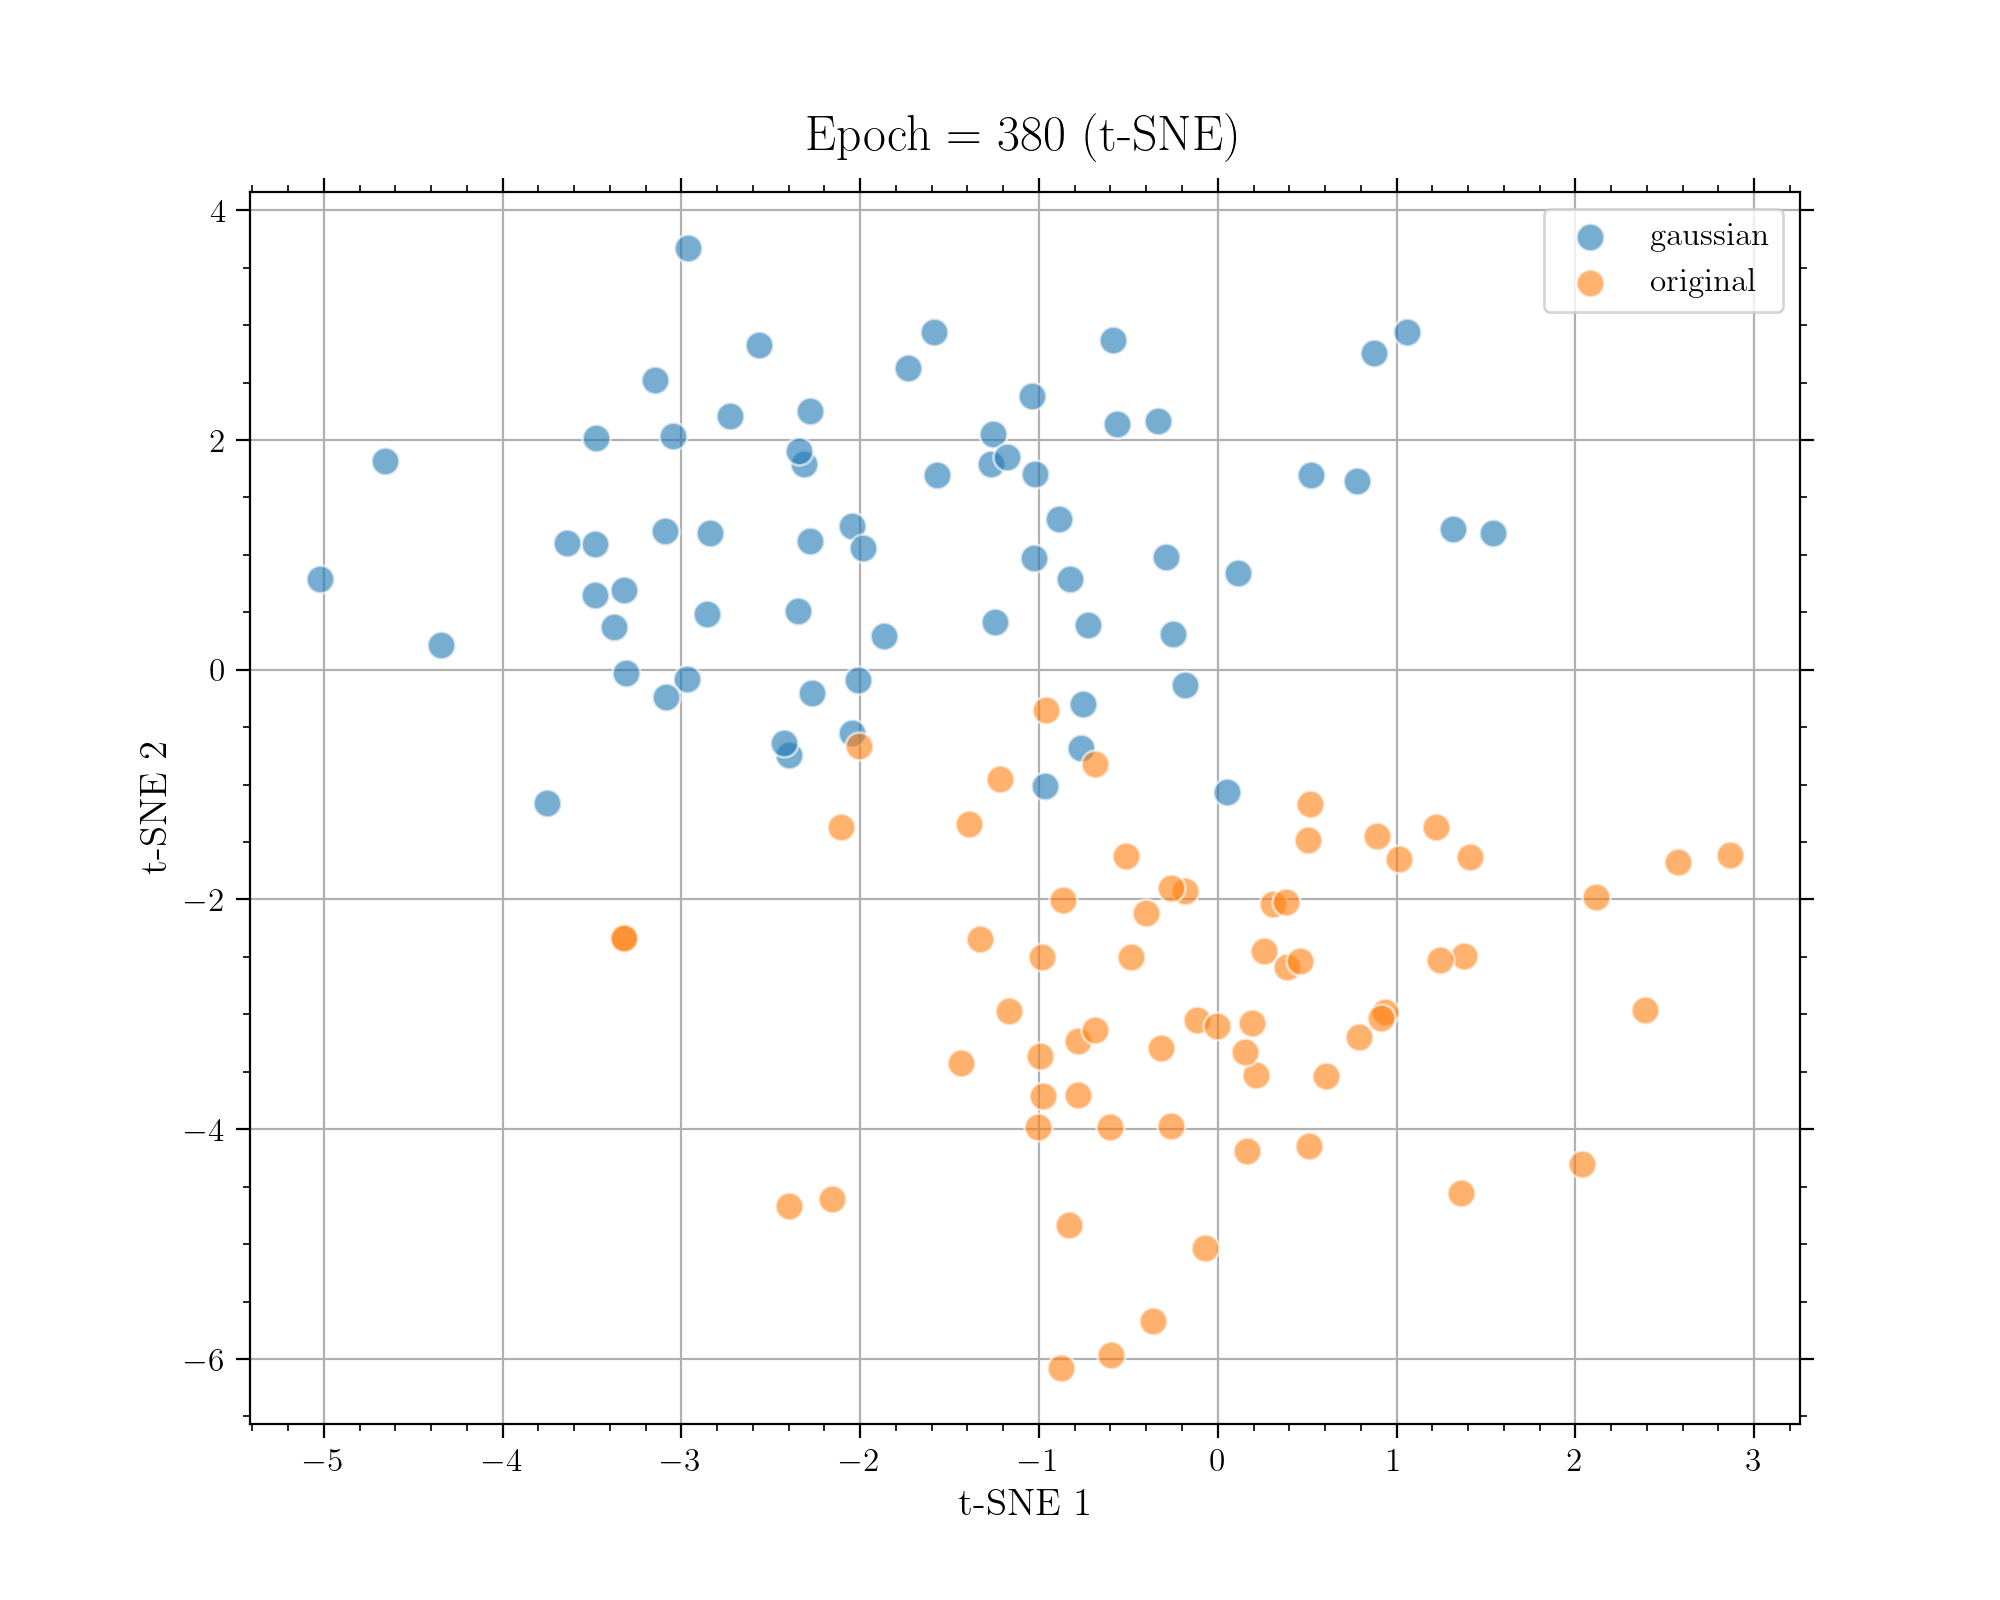 Epoch = 380 (t-SNE)
gaussian
original
4
2
0
−2
−4
−6
t-SNE 2
−5 −4 −3 −2 −1 0 1 2 3
t-SNE 1